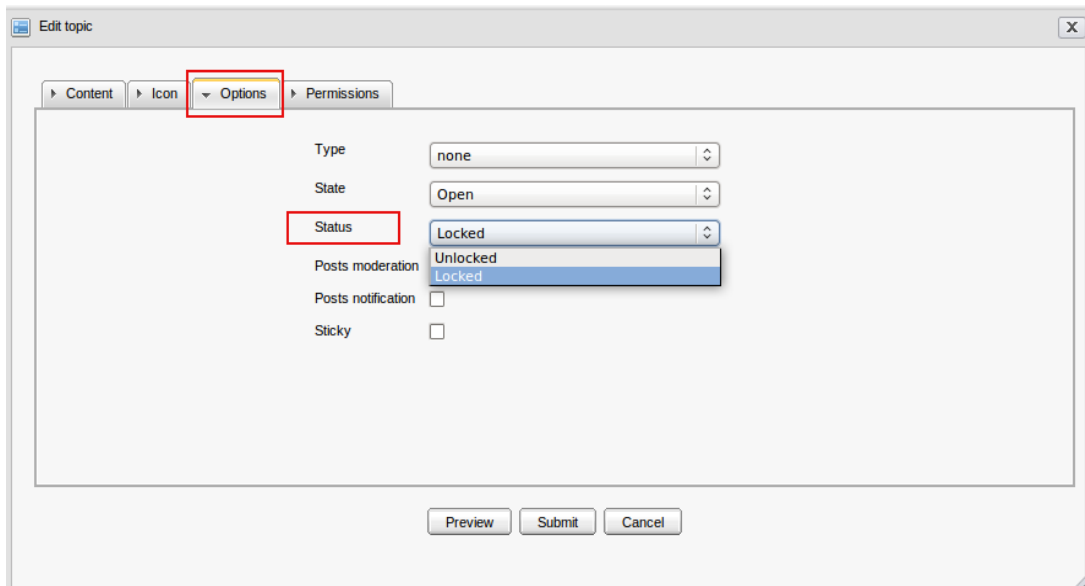 Edit topic
X
Content Icon Options Permissions
Type none
State Open
Status Locked
Unlocked
Posts moderation
Locked
Posts notification
Sticky
Preview Submit Cancel